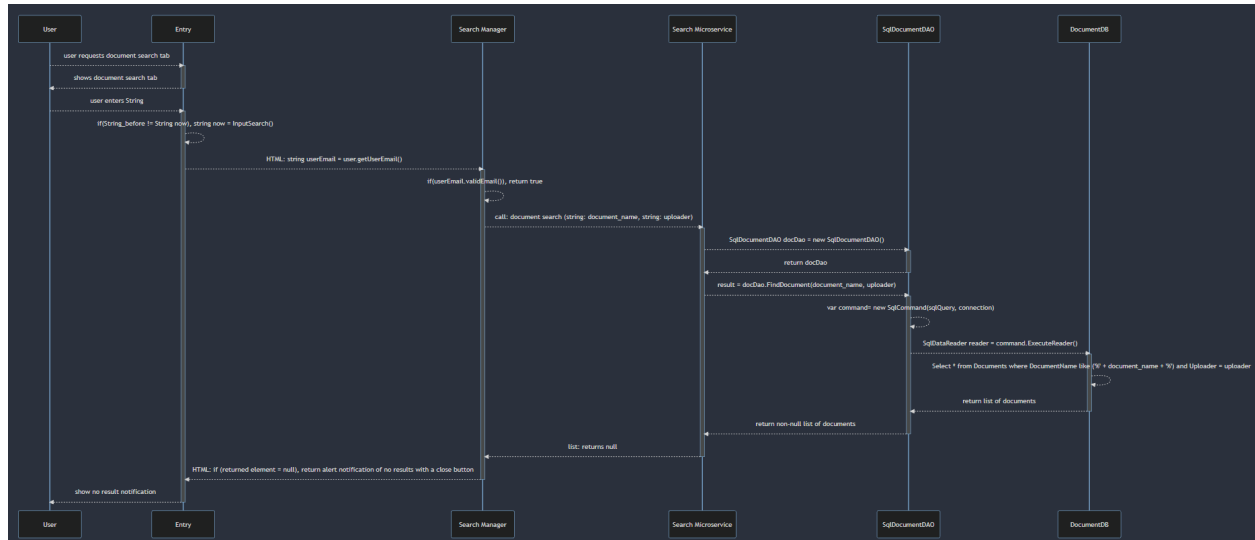 User
Entry
Search Manager
Search Microservice
SqlDocumentDAO
DocumentDB
user requests document search tab
shows document search tab
user enters String
if(String_before != String now), string now = InputSearch()
HTML: string userEmail = user.getUserEmail()
if(userEmail.validEmail()), return true
call: document search (string: document_name, string: uploader)
SqlDocumentDAO docDao = new SqlDocumentDAO()
return docDao
result = docDao.FindDocument(document_name, uploader)
var command= new SqlCommand(sqlQuery, connection)
SqlDataReader reader = command.ExecuteReader()
Select * from Documents where DocumentName like ('%' + document_name + '%') and Uploader = uploader
return list of documents
return non-null list of documents
list: returns null
HTML: If (returned element = null), return alert notification of no results with a close button
show no result notification
User
Entry
Search Manager
Search Microservice
SqlDocumentDAO
DocumentDB